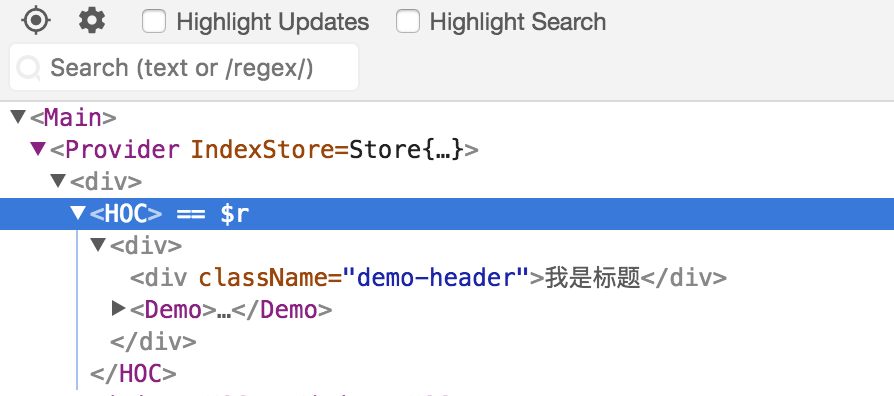 Highlight Updates Highlight Search
Search (text or /regex/)
<Main>
<Provider IndexStore=Store{…}>
<div>
<HOC> == $r
<div>
<div className="demo-header">我是标题</div>
<Demo>…</Demo>
</div>
</HOC>